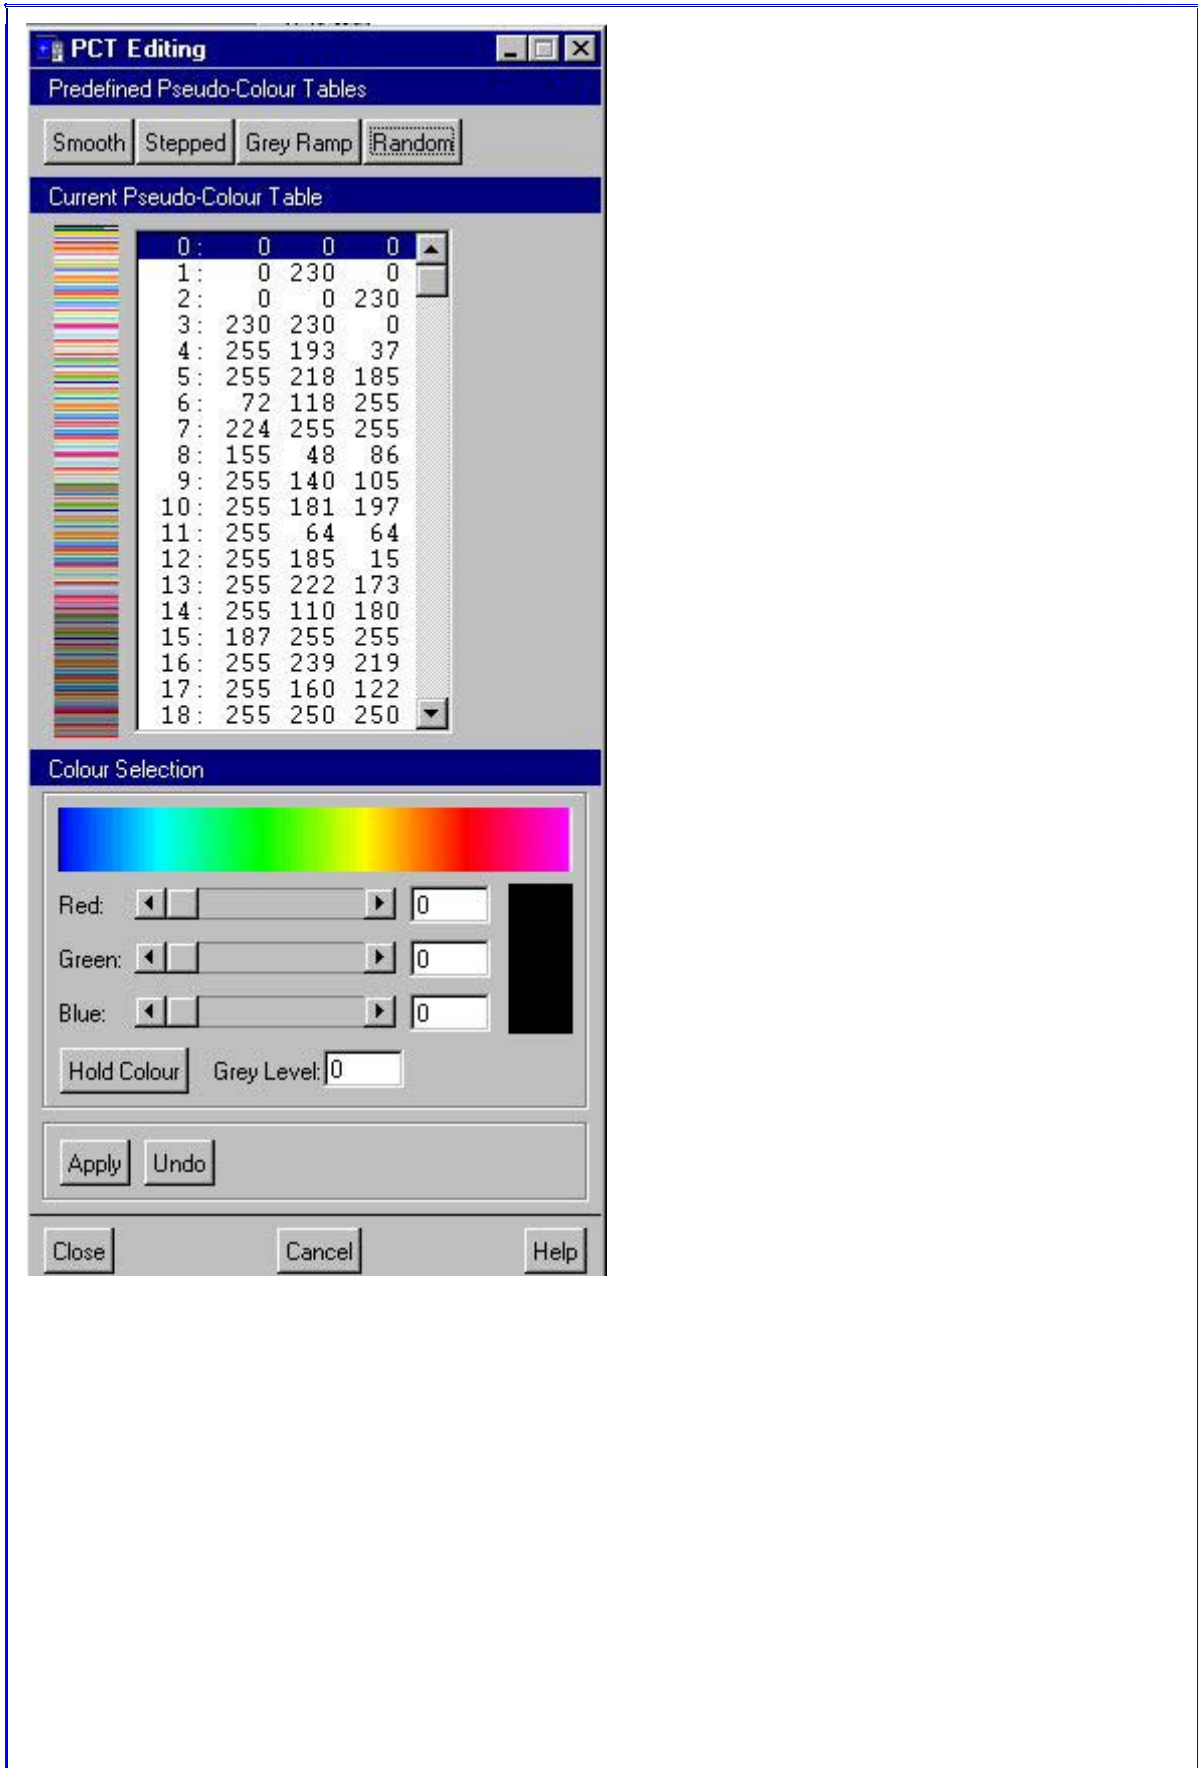 PCT Editing
Predefined Pseudo-Colour Tables
Smooth Stepped Grey Ramp Random
Current Pseudo-Colour Table
0: 0 0 0
1: 0 230 0
2: 0 0 230
3: 230 230 0
4: 255 193 37
5: 255 218 185
6: 72 118 255
7: 224 255 255
8: 155 48 86
9: 255 140 105
10: 255 181 197
11: 255 64 64
12: 255 185 15
13: 255 222 173
14: 255 110 180
15: 187 255 255
16: 255 239 219
17: 255 160 122
18: 255 250 250
Colour Selection
Red: 0
Green: 0
Blue: 0
Hold Colour Grey Level: 0
Apply Undo
Close Cancel Help